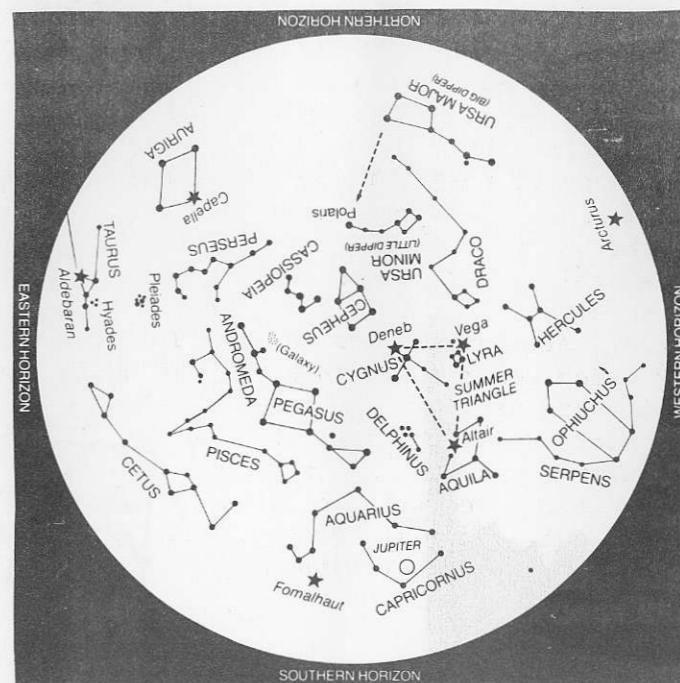 NORTHERN HORIZON
URSA MAJOR
(BIG DIPPER)
AURIGA
Capella
Polaris
(LITTLE DIPPER)
URSA
MINOR
DRACO
Arcturus
TAURUS
Aldebaran
Hyades
Pleiades
PERSEUS
CASSIOPEIA
CEPHEUS
HERCULES
EASTERN HORIZON
WESTERN HORIZON
ANDROMEDA
(Galaxy)
Deneb
Vega
CYGNUS
LYRA
SUMMER
TRIANGLE
PEGASUS
DELPHINUS
Altair
AQUILA
OPHIUCHUS
SERPENS
CETUS
PISCES
AQUARIUS
JUPITER
CAPRICORNUS
Fomalhaut
SOUTHERN HORIZON